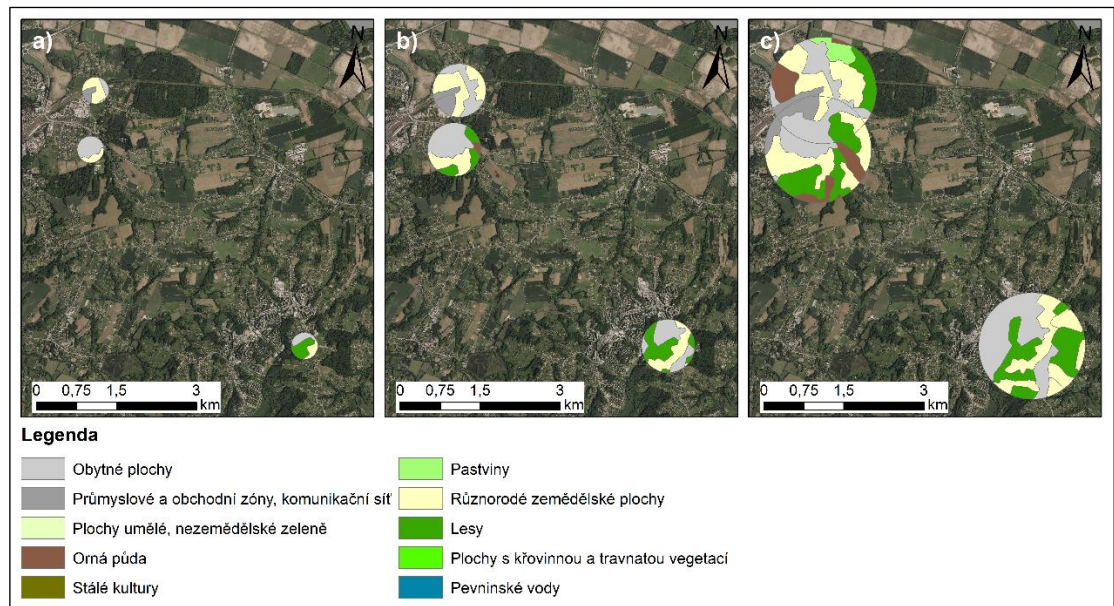 a)
N
b)
N
c)
N
0 0,75 1,5 3
km
0 0,75 1,5 3
km
0 0,75 1,5 3
km
Legenda
Obytné plochy
Průmyslové a obchodní zóny, komunikační síť
Plochy umělé, nezemědělské zeleně
Orná půda
Stálé kultury
Pastviny
Různorodé zemědělské plochy
Lesy
Plochy s křovinnou a travnatou vegetací
Pevninské vody